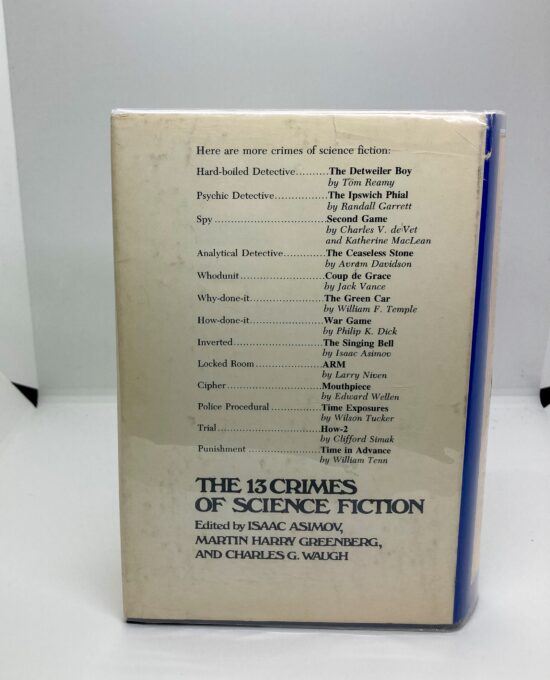 Here are more crimes of science fiction:
Hard-boiled Detective..........The Detweiler Boy
by Tom Reamy
Psychic Detective................The Ipswich Phial
by Randall Garrett
Spy.................................Second Game
by Charles V. deVet
and Katherine MacLean
Analytical Detective.............The Ceaseless Stone
by Avram Davidson
Whodunit..........................Coup de Grace
by Jack Vance
Why-done-it.......................The Green Car
by William F. Temple
How-done-it.......................War Game
by Philip K. Dick
Inverted............................The Singing Bell
by Isaac Asimov
Locked Room.....................ARM
by Larry Niven
Cipher..............................Mouthpiece
by Edward Wellen
Police Procedural ...............Time Exposures
by Wilson Tucker
Trial.................................How-2
by Clifford Simak
Punishment ......................Time in Advance
by William Tenn
THE 13 CRIMES
OF SCIENCE FICTION
Edited by ISAAC ASIMOV,
MARTIN HARRY GREENBERG,
AND CHARLES G. WAUGH